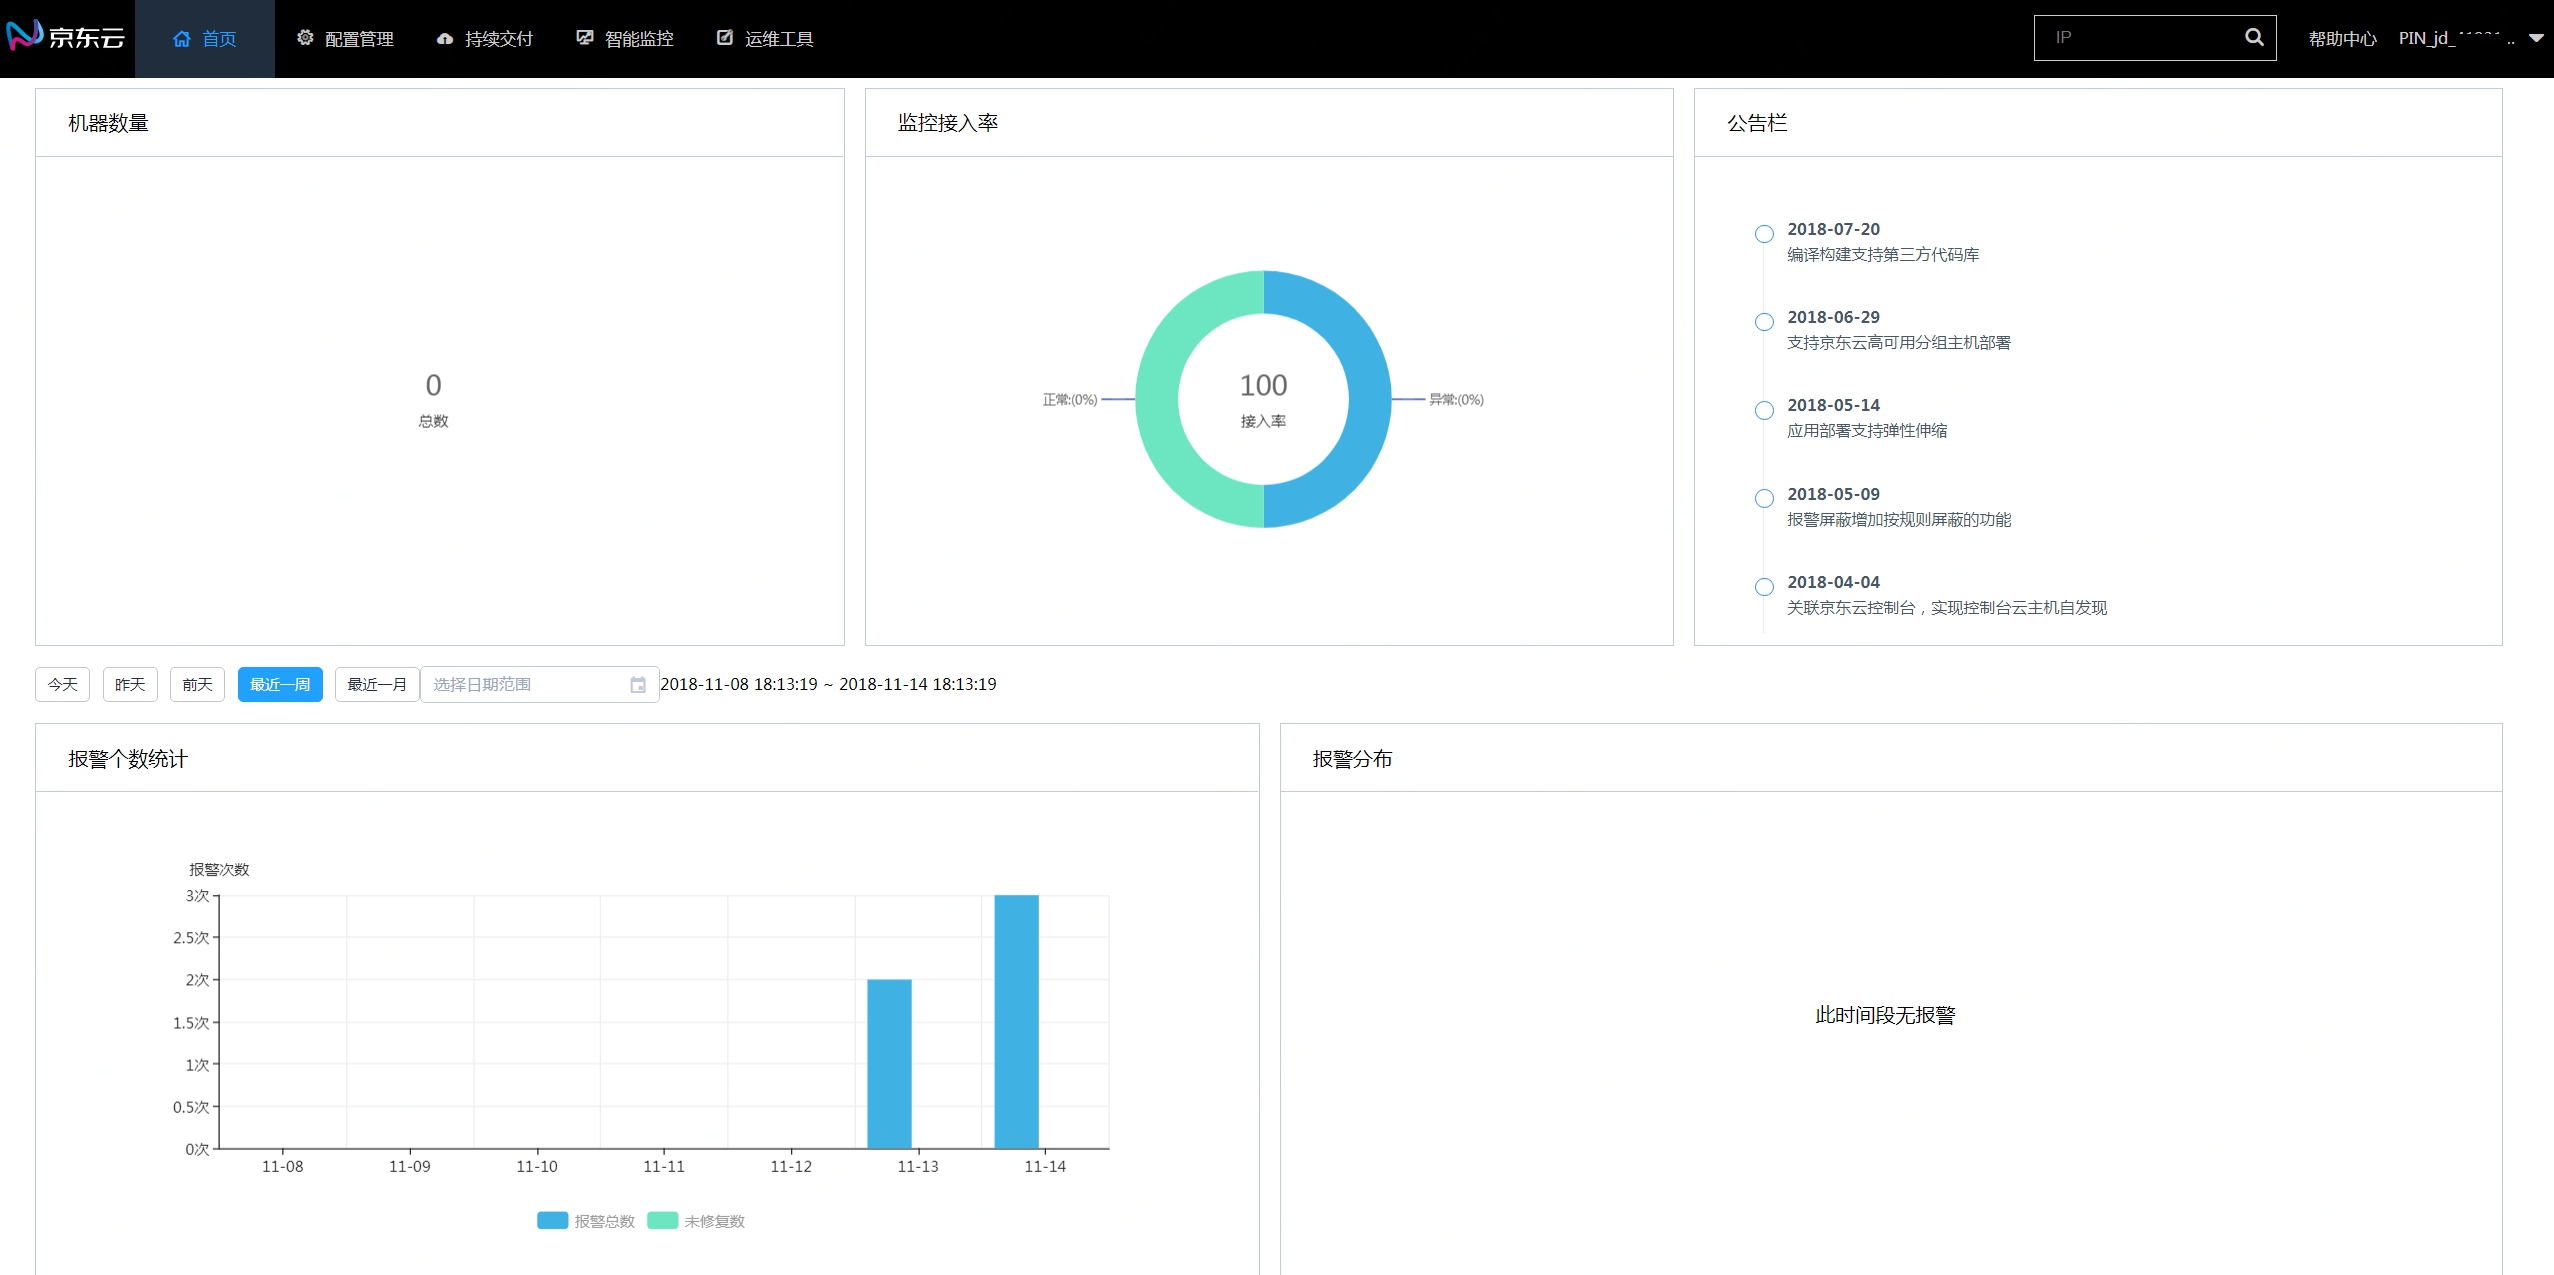 京东云
首页
配置管理
持续交付
智能监控
运维工具
IP
帮助中心
PIN_jd_
机器数量
0
总数
监控接入率
正常:(0%)
100
接入率
异常:(0%)
公告栏
2018-07-20
编译构建支持第三方代码库
2018-06-29
支持京东云高可用分组主机部署
2018-05-14
应用部署支持弹性伸缩
2018-05-09
报警屏蔽增加按规则屏蔽的功能
2018-04-04
关联京东云控制台，实现控制台云主机自发现
今天
昨天
前天
最近一周
最近一月
选择日期范围
2018-11-08 18:13:19 ~ 2018-11-14 18:13:19
报警个数统计
报警次数
3次
2.5次
2次
1.5次
1次
0.5次
0次
11-08
11-09
11-10
11-11
11-12
11-13
11-14
报警总数
未修复数
报警分布
此时间段无报警